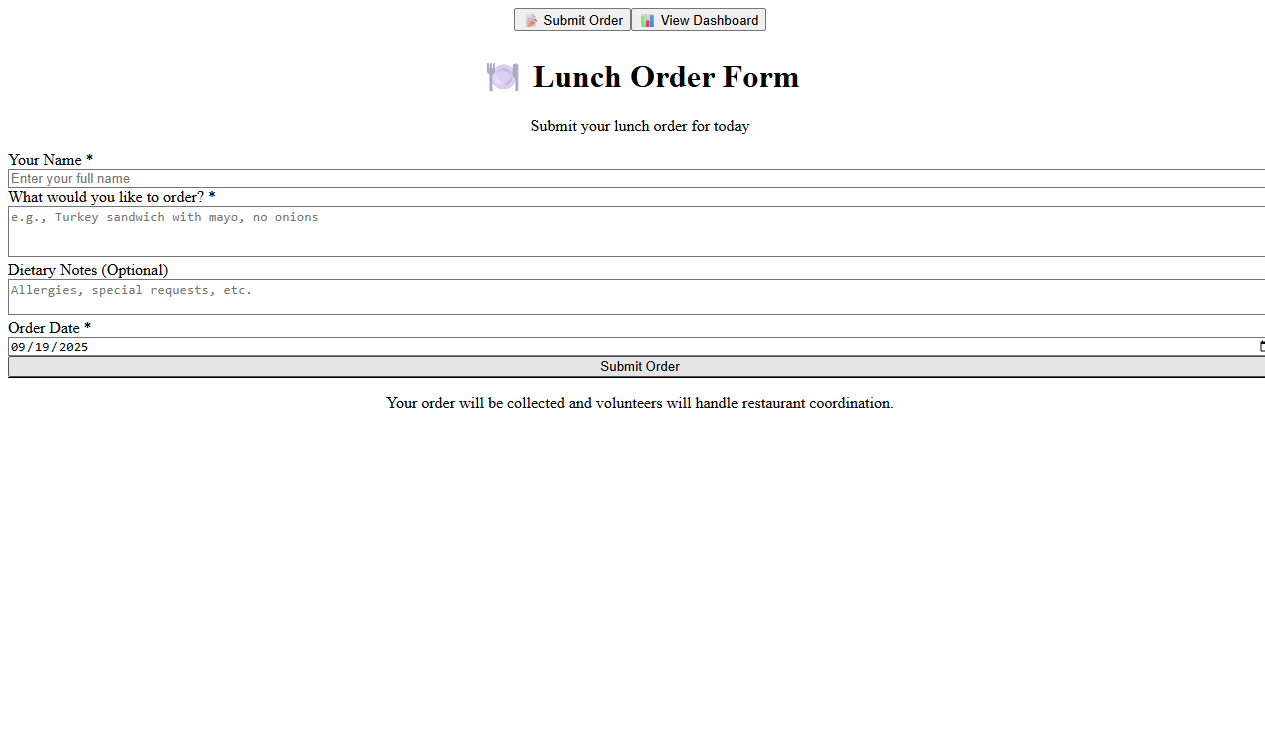 Submit Order View Dashboard
Lunch Order Form
Submit your lunch order for today
Your Name *
Enter your full name
What would you like to order? *
e.g., Turkey sandwich with mayo, no onions
Dietary Notes (Optional)
Allergies, special requests, etc.
Order Date *
09/19/2025
Submit Order
Your order will be collected and volunteers will handle restaurant coordination.